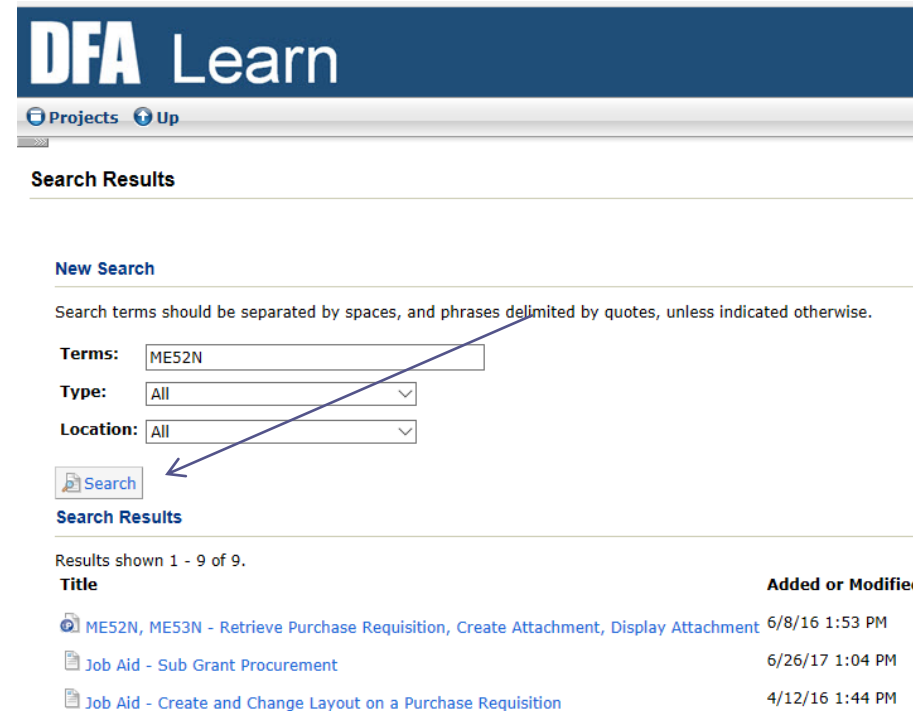 DFA Learn
Projects Up
Search Results
New Search
Search terms should be separated by spaces, and phrases delimited by quotes, unless indicated otherwise.
Terms: ME52N
Type: All
Location: All
Search
Search Results
Results shown 1 - 9 of 9.
Title Added or Modified
ME52N, ME53N - Retrieve Purchase Requisition, Create Attachment, Display Attachment 6/8/16 1:53 PM
Job Aid - Sub Grant Procurement 6/26/17 1:04 PM
Job Aid - Create and Change Layout on a Purchase Requisition 4/12/16 1:44 PM